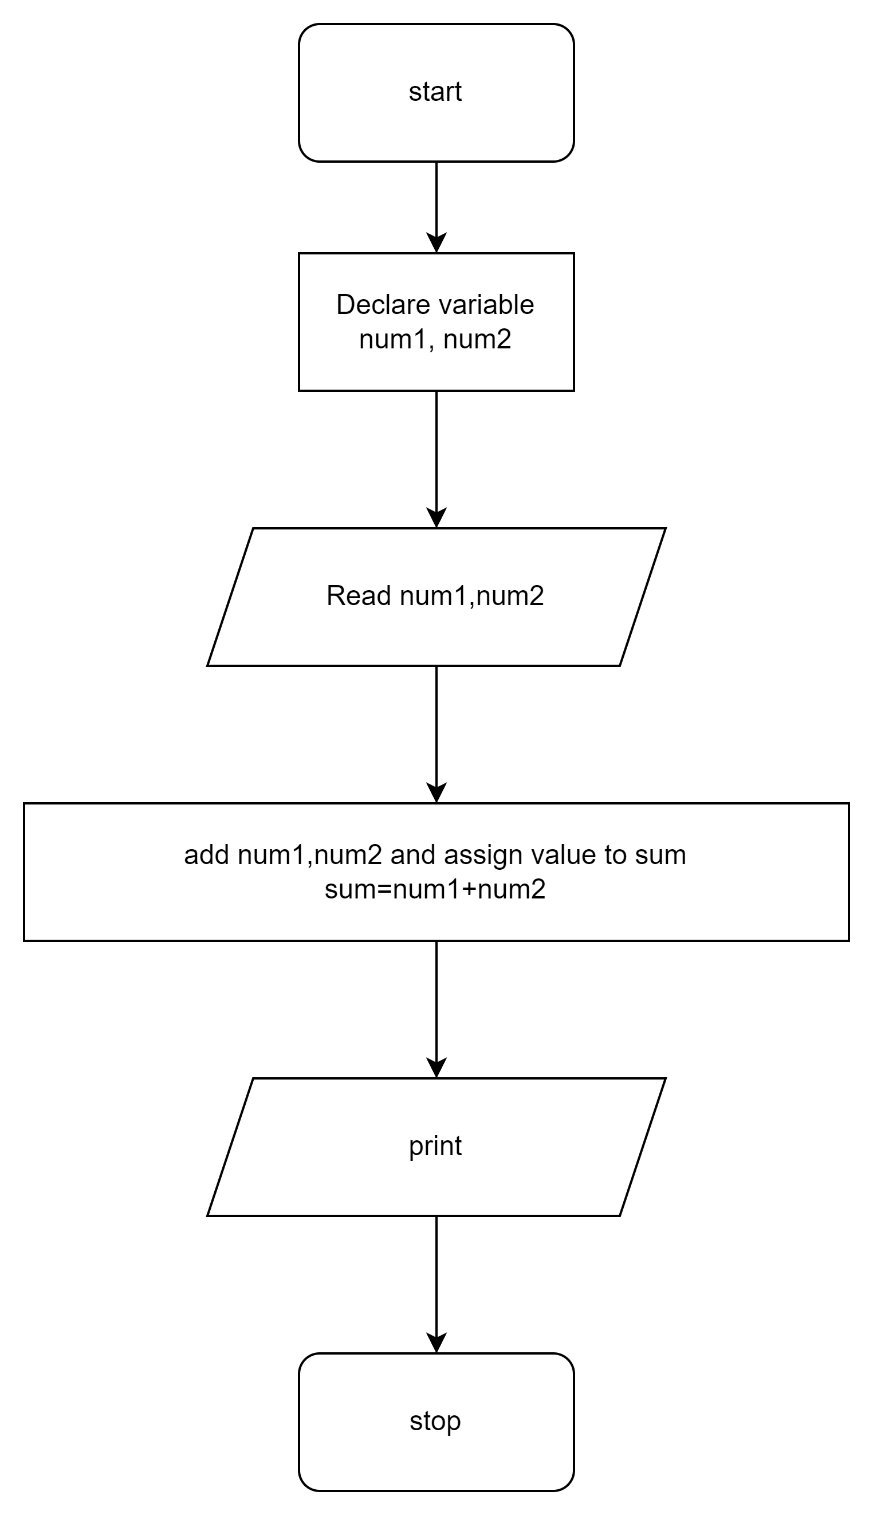 start
Declare variable
num1, num2
Read num1,num2
add num1,num2 and assign value to sum
sum=num1+num2
print
stop